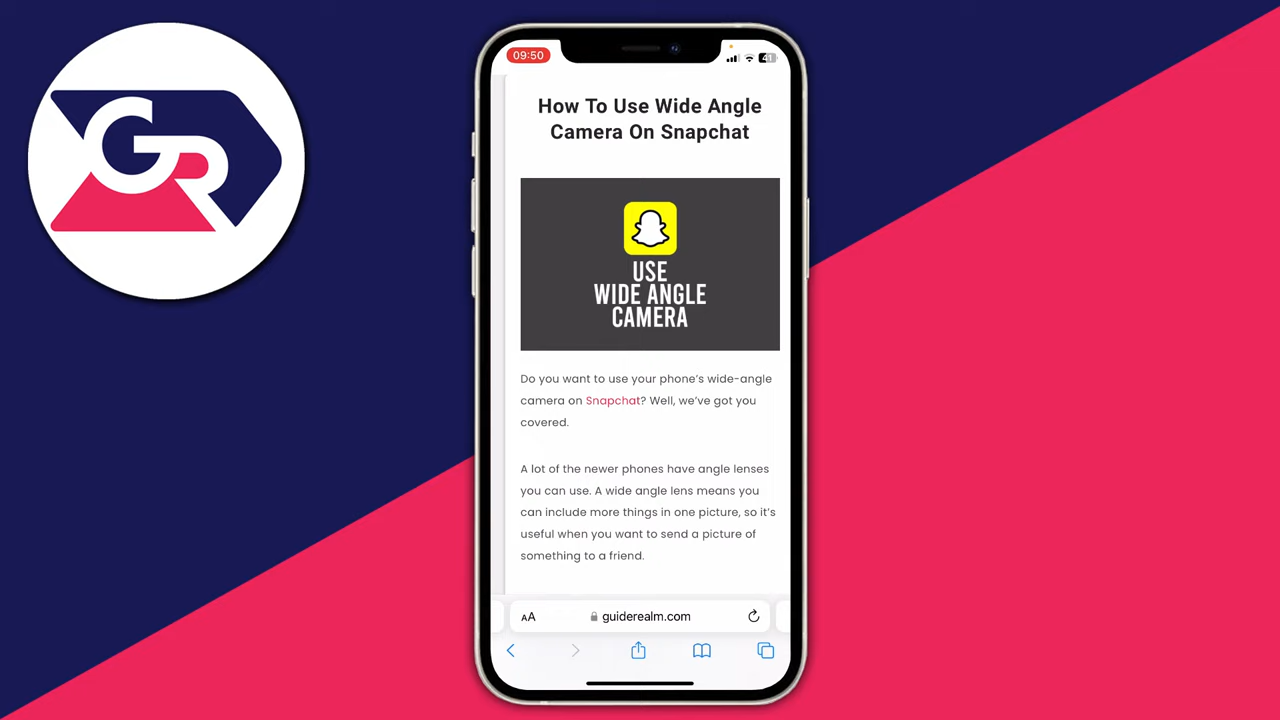 GR
09:50
41
How To Use Wide Angle
Camera On Snapchat
USE
WIDE ANGLE
CAMERA
Do you want to use your phone's wide-angle
camera on Snapchat? Well, we've got you
covered.
A lot of the newer phones have angle lenses
you can use. A wide angle lens means you
can include more things in one picture, so it's
useful when you want to send a picture of
something to a friend.
AA guiderealm.com